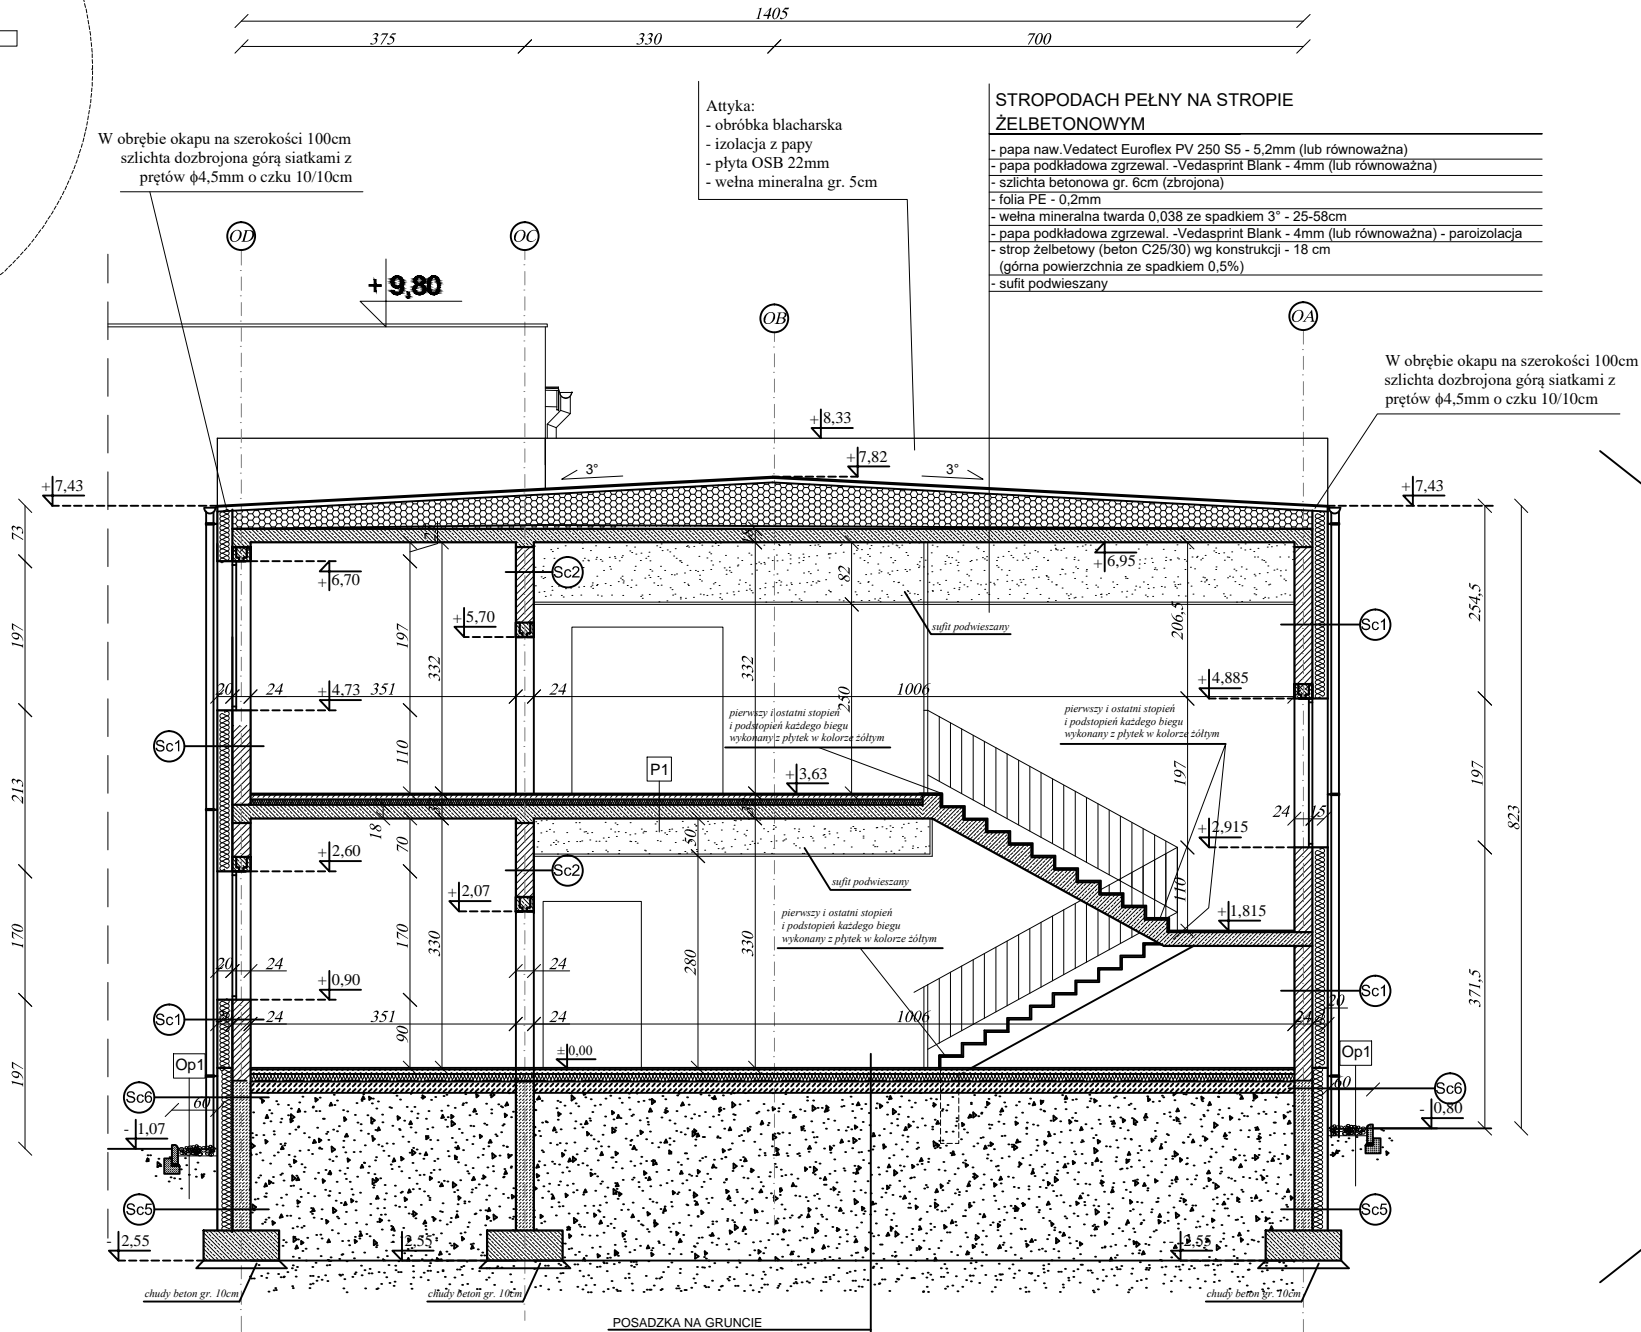 1405
375 330 700
W obrębie okapu na szerokości 100cm
szlichta dozbrojona górą siatkami z
prętów ϕ4,5mm o czku 10/10cm
Attyka:
- obróbka blacharska
- izolacja z papy
- płyta OSB 22mm
- wełna mineralna gr. 5cm
STROPODACH PEŁNY NA STROPIE
ŻELBETONOWYM
- papa naw.Vedatect Euroflex PV 250 S5 - 5,2mm (lub równoważna)
- papa podkładowa zgrzewal. -Vedasprint Blank - 4mm (lub równoważna)
- szlichta betonowa gr. 6cm (zbrojona)
- folia PE - 0,2mm
- wełna mineralna twarda 0,038 ze spadkiem 3° - 25-58cm
- papa podkładowa zgrzewal. -Vedasprint Blank - 4mm (lub równoważna) - paroizolacja
- strop żelbetowy (beton C25/30) wg konstrukcji - 18 cm
(górna powierzchnia ze spadkiem 0,5%)
- sufit podwieszany
OD OC OB OA
+ 9,80
W obrębie okapu na szerokości 100cm
szlichta dozbrojona górą siatkami z
prętów ϕ4,5mm o czku 10/10cm
+8,33
+7,82
3° 3°
+7,43 +7,43
73
+6,70
Sc2
82
+6,95
254,5
+5,70
sufit podwieszany
206,5
Sc1
197 197 332 332 250
20 24 +4,73 351 24 1006 +4,885
pierwszy i ostatni stopień
i podstopień każdego biegu
wykonany z płytek w kolorze żółtym
pierwszy i ostatni stopień
i podstopień każdego biegu
wykonany z płytek w kolorze żółtym
Sc1
110
P1
+3,63
197 197
213
823
18
70
50
24 15
+2,915
+2,60
Sc2
sufit podwieszany
+2,07
110
pierwszy i ostatni stopień
i podstopień każdego biegu
wykonany z płytek w kolorze żółtym
+1,815
170 170 330 280 330
20 24 24
+0,90
Sc1
371,5
Sc1 24 351 24 1006 24 20
90
+0,00
197
Op1 Op1
Sc6 60 60 Sc6
- 1,07 - 0,80
Sc5 Sc5
2,55 2,55 2,55
chudy beton gr. 10cm chudy beton gr. 10cm chudy beton gr. 10cm
POSADZKA NA GRUNCIE